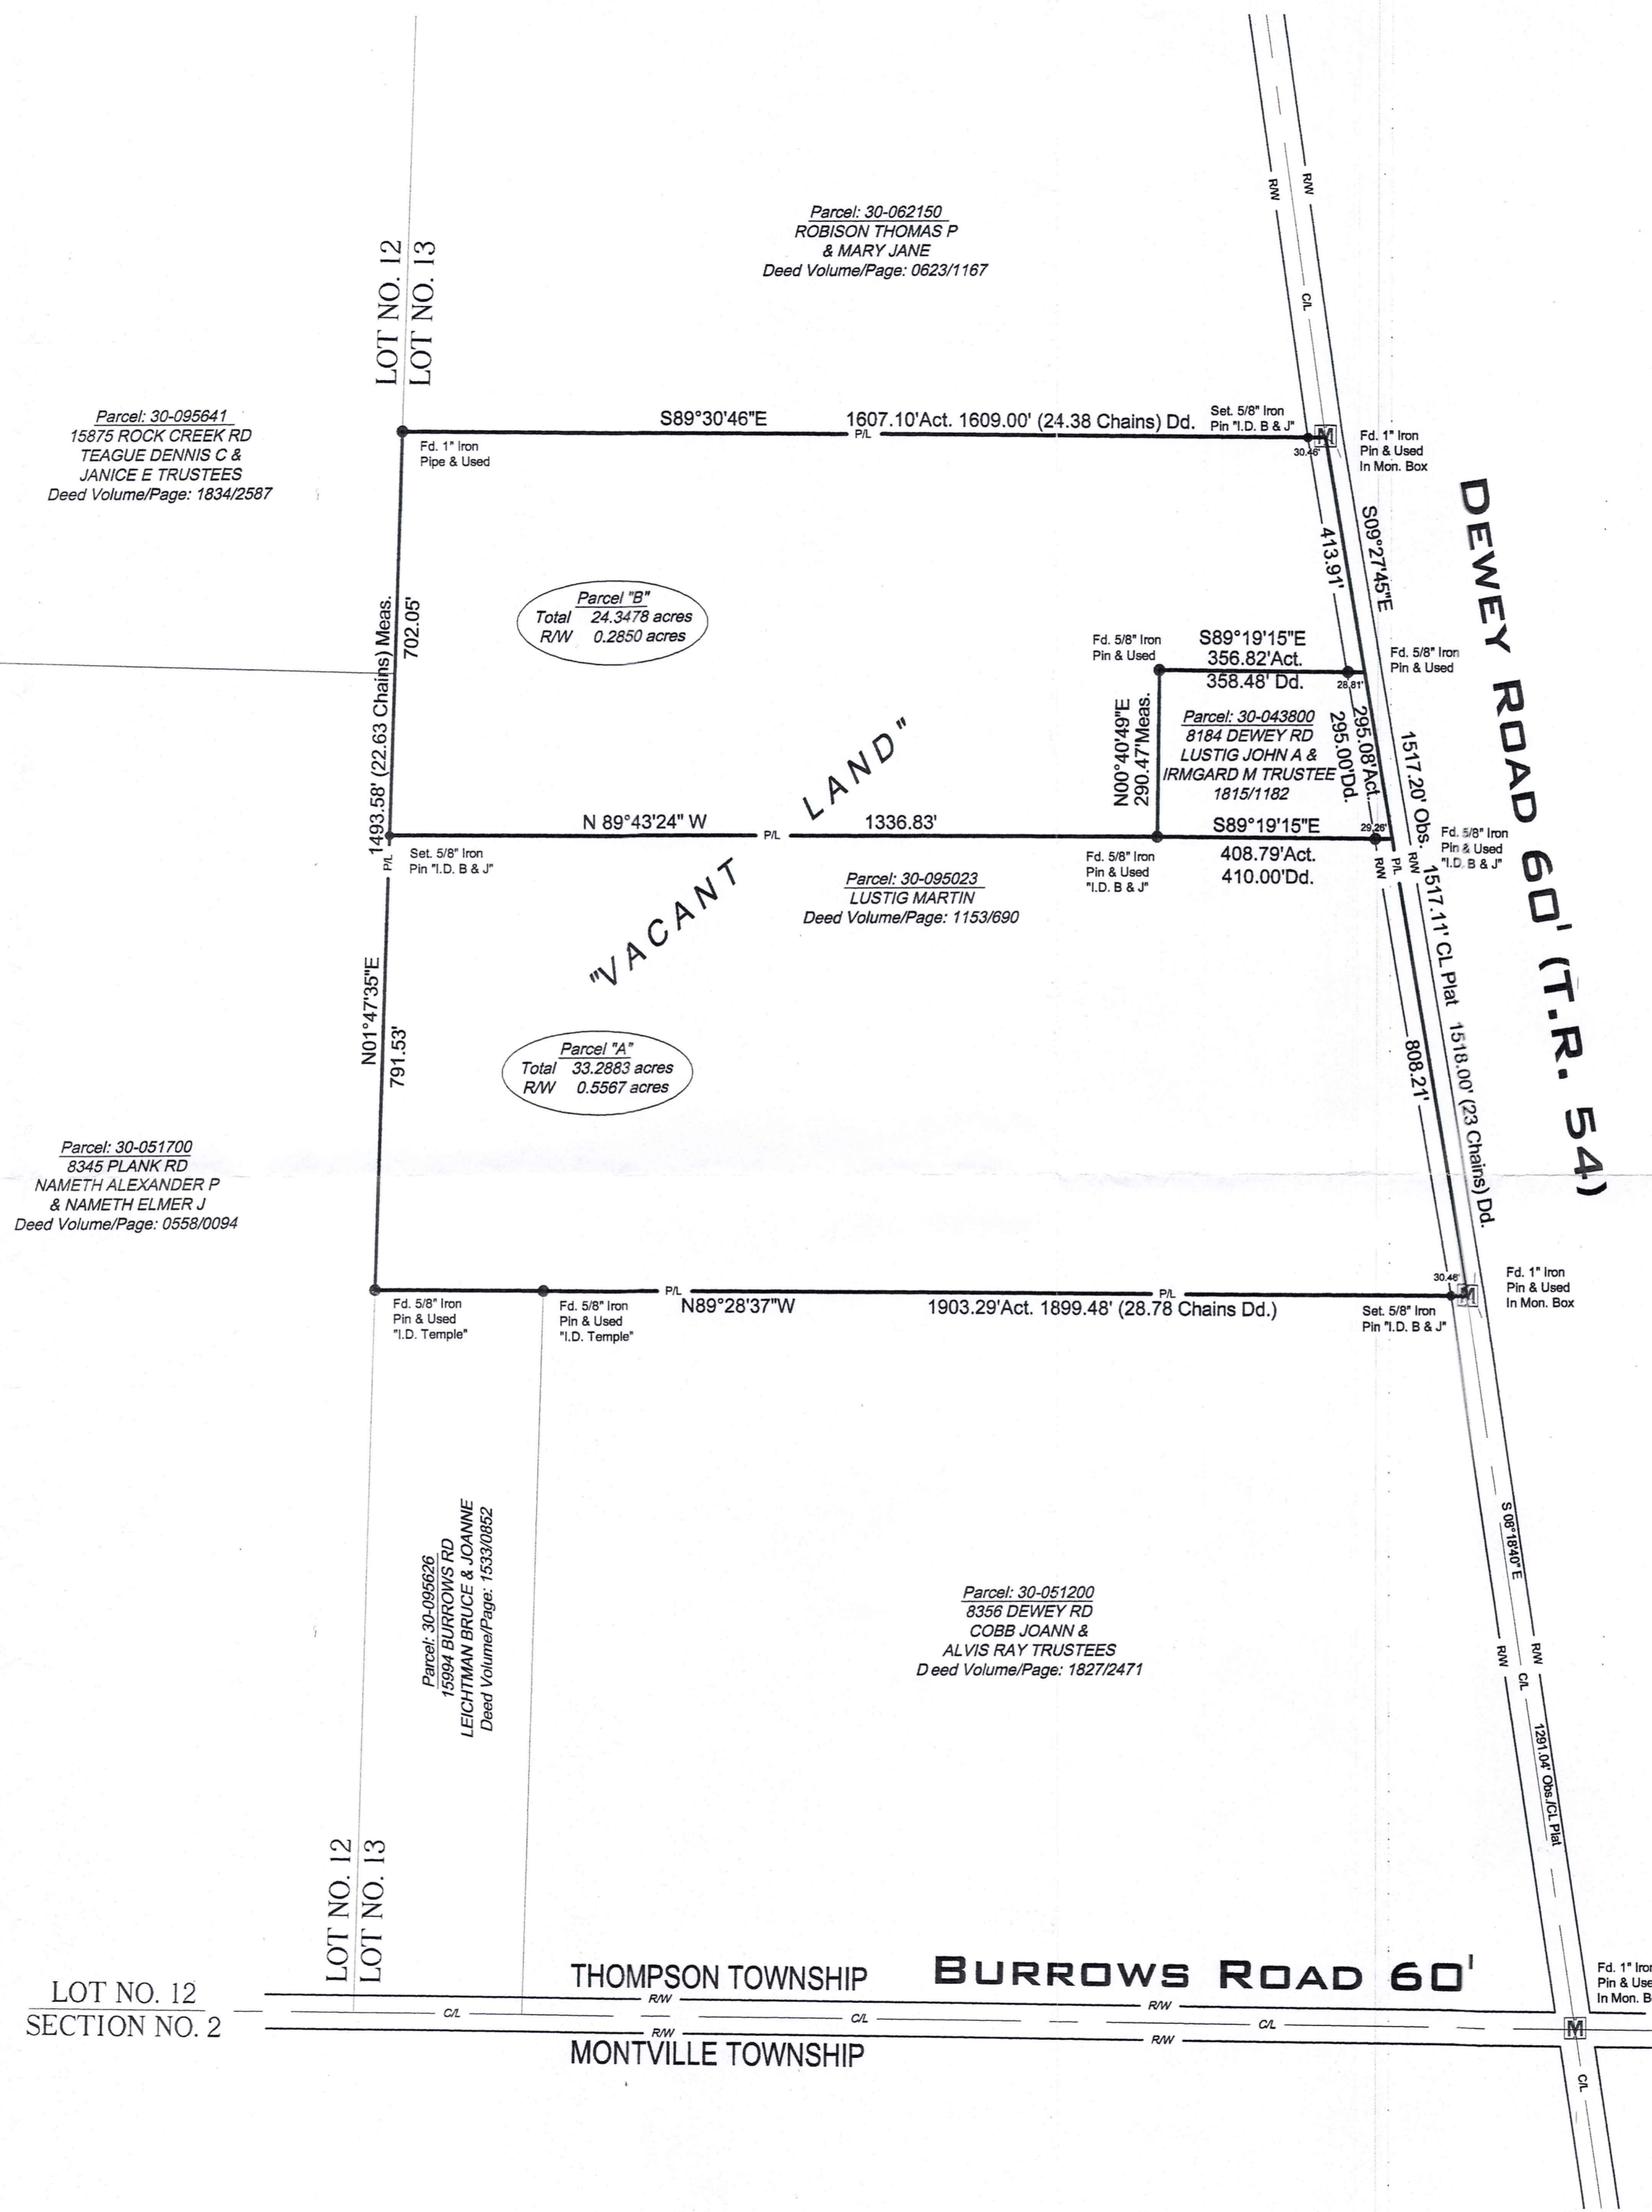 LOT NO. 12
LOT NO. 13
Parcel: 30-062150
ROBISON THOMAS P
& MARY JANE
Deed Volume/Page: 0623/1167
R/W
R/W
C/L
Parcel: 30-095641
15875 ROCK CREEK RD
TEAGUE DENNIS C &
JANICE E TRUSTEES
Deed Volume/Page: 1834/2587
S89°30'46"E
1607.10'Act. 1609.00' (24.38 Chains) Dd.
P/L
Set. 5/8" Iron
Pin "I.D. B & J"
30.46'
M
Fd. 1" Iron
Pin & Used
In Mon. Box
Fd. 1" Iron
Pipe & Used
DEWEY ROAD 60' (T.R. 54)
S09°27'45"E
413.91'
1493.58' (22.63 Chains) Meas.
702.05'
Parcel "B"
Total 24.3478 acres
R/W 0.2850 acres
Fd. 5/8" Iron
Pin & Used
S89°19'15"E
356.82'Act.
358.48' Dd.
28.81'
Fd. 5/8" Iron
Pin & Used
N00°40'49"E
290.47'Meas.
Parcel: 30-043800
8184 DEWEY RD
LUSTIG JOHN A &
IRMGARD M TRUSTEE
1815/1182
295.08'Act.
295.00'Dd.
1517.20' Obs.
1517.11' CL Plat
1518.00' (23 Chains) Dd.
"VACANT LAND"
N 89°43'24" W
P/L
1336.83'
S89°19'15"E
29.26'
408.79'Act.
410.00'Dd.
Fd. 5/8" Iron
Pin & Used
"I.D. B & J"
Fd. 5/8" Iron
Pin & Used
"I.D. B & J"
R/W
P/L
R/W
P/L
Set. 5/8" Iron
Pin "I.D. B & J"
Parcel: 30-095023
LUSTIG MARTIN
Deed Volume/Page: 1153/690
N01°47'35"E
791.53'
Parcel "A"
Total 33.2883 acres
R/W 0.5567 acres
808.21'
Parcel: 30-051700
8345 PLANK RD
NAMETH ALEXANDER P
& NAMETH ELMER J
Deed Volume/Page: 0558/0094
Fd. 5/8" Iron
Pin & Used
"I.D. Temple"
Fd. 5/8" Iron
Pin & Used
"I.D. Temple"
P/L
N89°28'37"W
1903.29'Act. 1899.48' (28.78 Chains Dd.)
P/L
30.46'
M
Set. 5/8" Iron
Pin "I.D. B & J"
Fd. 1" Iron
Pin & Used
In Mon. Box
Parcel: 30-095626
15994 BURROWS RD
LEICHTMAN BRUCE & JOANNE
Deed Volume/Page: 1533/0852
Parcel: 30-051200
8356 DEWEY RD
COBB JOANN &
ALVIS RAY TRUSTEES
Deed Volume/Page: 1827/2471
S 08°18'40" E
R/W
R/W
C/L
1291.04' Obs./CL Plat
LOT NO. 12
LOT NO. 13
LOT NO. 12
SECTION NO. 2
THOMPSON TOWNSHIP
BURROWS ROAD 60'
R/W
R/W
C/L
C/L
C/L
R/W
R/W
MONTVILLE TOWNSHIP
Fd. 1" Iron
Pin & Use
In Mon. B
M
C/L